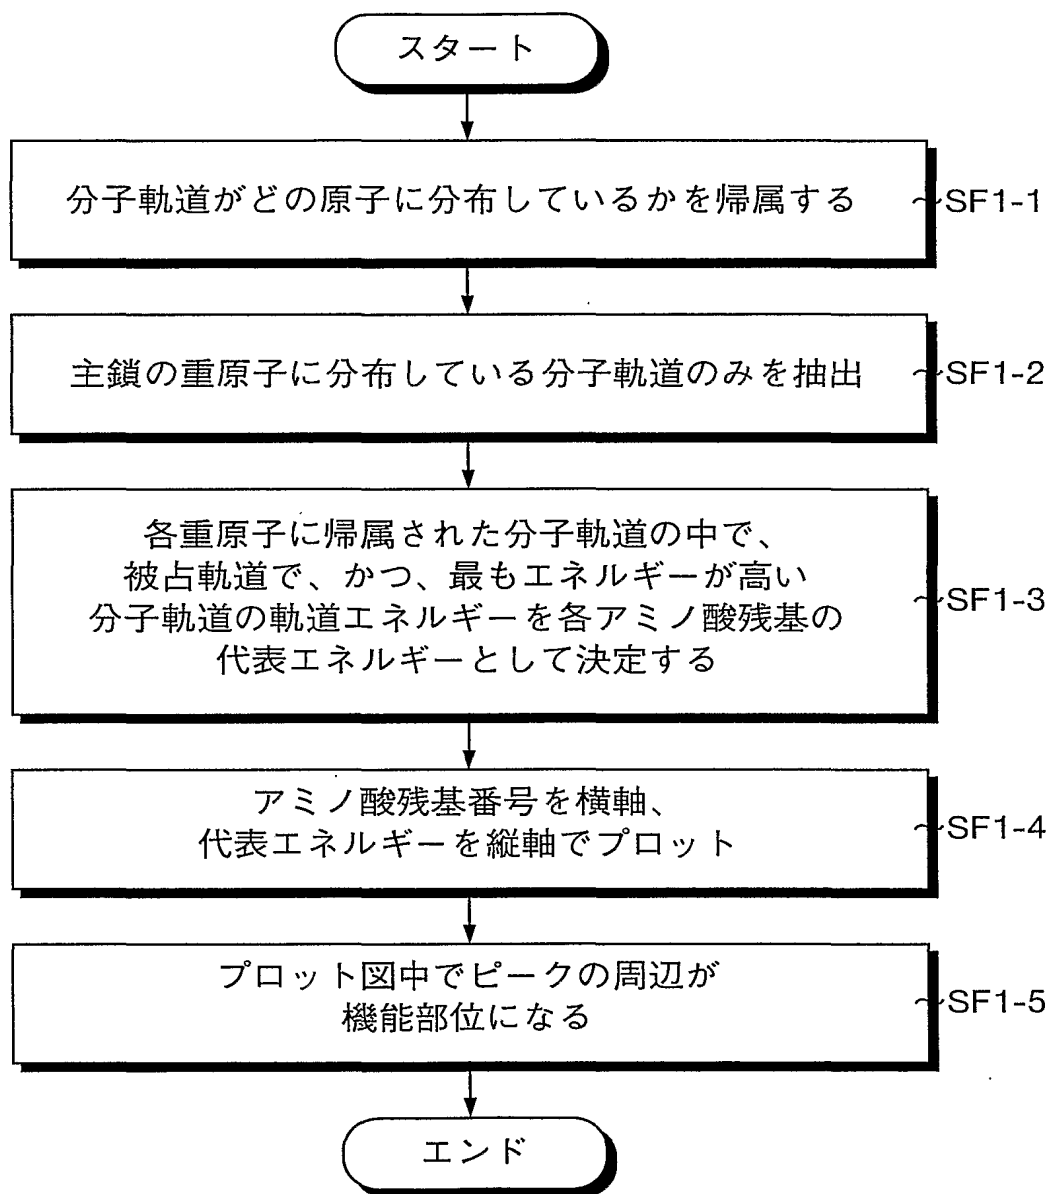 スタート
分子軌道がどの原子に分布しているかを帰属する
SF1-1
主鎖の重原子に分布している分子軌道のみを抽出
SF1-2
各重原子に帰属された分子軌道の中で、
被占軌道で、かつ、最もエネルギーが高い
分子軌道の軌道エネルギーを各アミノ酸残基の
代表エネルギーとして決定する
SF1-3
アミノ酸残基番号を横軸、
代表エネルギーを縦軸でプロット
SF1-4
プロット図中でピークの周辺が
機能部位になる
SF1-5
エンド